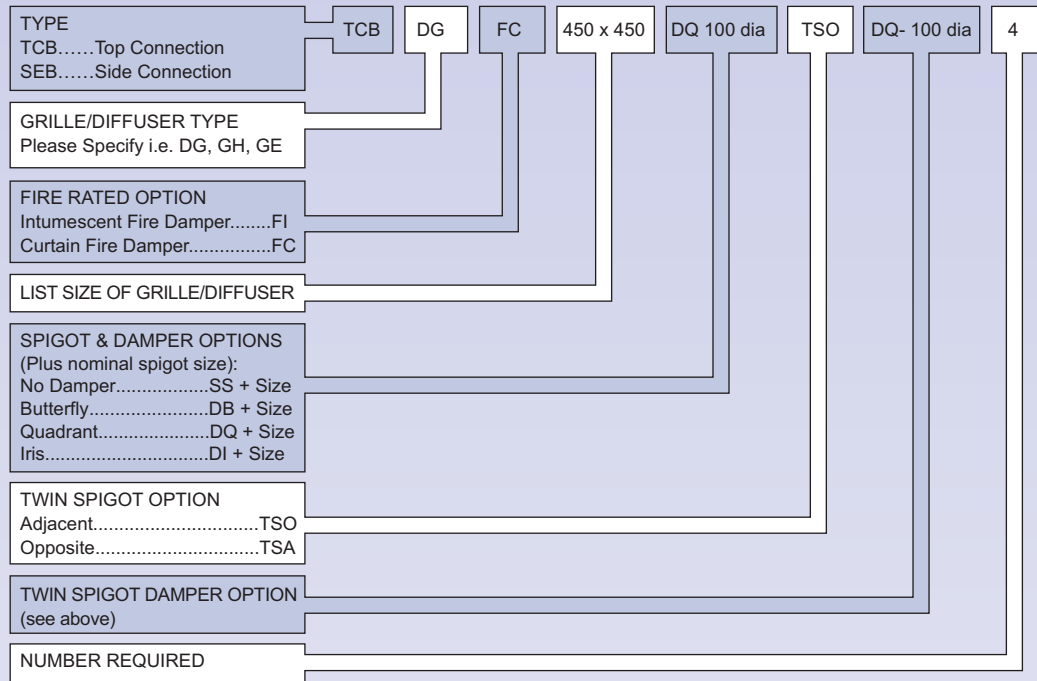 TCB DG FC 450 x 450 DQ 100 dia TSO DQ- 100 dia 4
TYPE
TCB......Top Connection
SEB......Side Connection
GRILLE/DIFFUSER TYPE
Please Specify i.e. DG, GH, GE
FIRE RATED OPTION
Intumescent Fire Damper........FI
Curtain Fire Damper................FC
LIST SIZE OF GRILLE/DIFFUSER
SPIGOT & DAMPER OPTIONS
(Plus nominal spigot size):
No Damper..................SS + Size
Butterfly.......................DB + Size
Quadrant......................DQ + Size
Iris................................DI + Size
TWIN SPIGOT OPTION
Adjacent................................TSO
Opposite................................TSA
TWIN SPIGOT DAMPER OPTION
(see above)
NUMBER REQUIRED